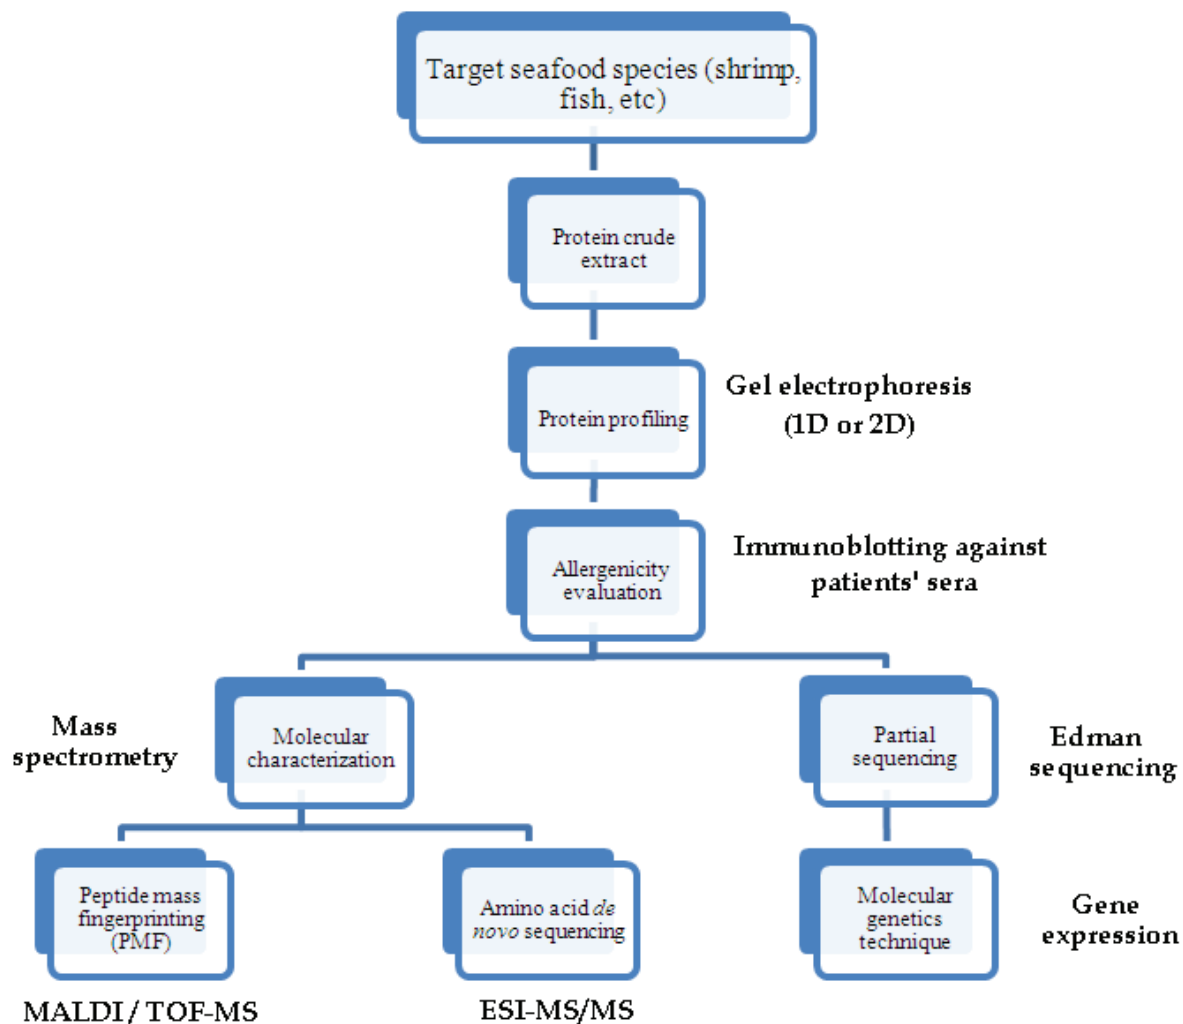 Target seafood species (shrimp,
fish, etc)
Protein crude
extract
Protein profiling
Gel electrophoresis
(1D or 2D)
Allergenicity
evaluation
Immunoblotting against
patients' sera
Mass
spectrometry
Molecular
characterization
Partial
sequencing
Edman
sequencing
Peptide mass
fingerprinting
(PMF)
Amino acid de
novo sequencing
Molecular
genetics
technique
Gene
expression
MALDI / TOF-MS
ESI-MS/MS